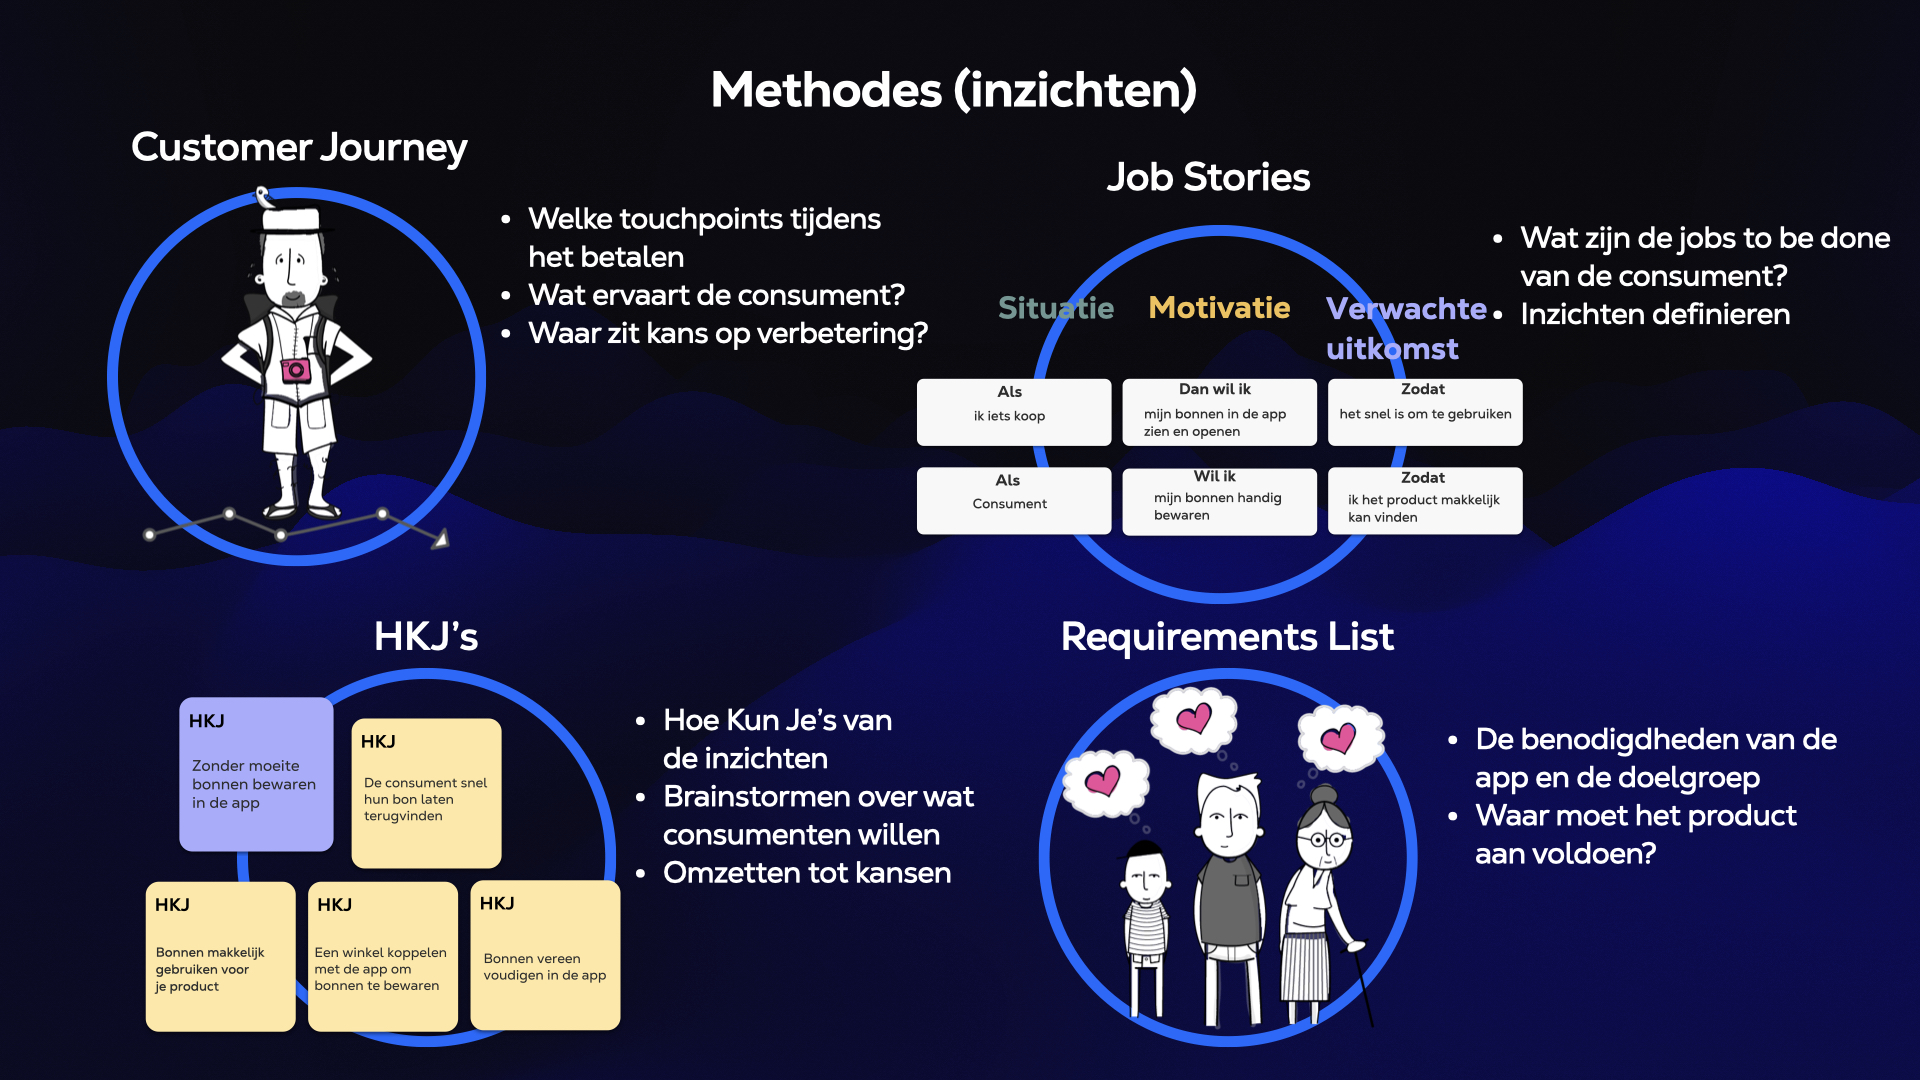 Methodes (inzichten)
Customer Journey
• Welke touchpoints tijdens
het betalen
• Wat ervaart de consument?
• Waar zit kans op verbetering?
Job Stories
• Wat zijn de jobs to be done
van de consument?
• Inzichten definieren
Situatie
Motivatie
Verwachte
uitkomst
Als
ik iets koop
Dan wil ik
mijn bonnen in de app
zien en openen
Zodat
het snel is om te gebruiken
Als
Consument
Wil ik
mijn bonnen handig
bewaren
Zodat
ik het product makkelijk
kan vinden
HKJ's
HKJ
Zonder moeite
bonnen bewaren
in de app
HKJ
De consument snel
hun bon laten
terugvinden
HKJ
Bonnen makkelijk
gebruiken voor
je product
HKJ
Een winkel koppelen
met de app om
bonnen te bewaren
HKJ
Bonnen vereen
voudigen in de app
• Hoe Kun Je's van
de inzichten
• Brainstormen over wat
consumenten willen
• Omzetten tot kansen
Requirements List
• De benodigdheden van de
app en de doelgroep
• Waar moet het product
aan voldoen?